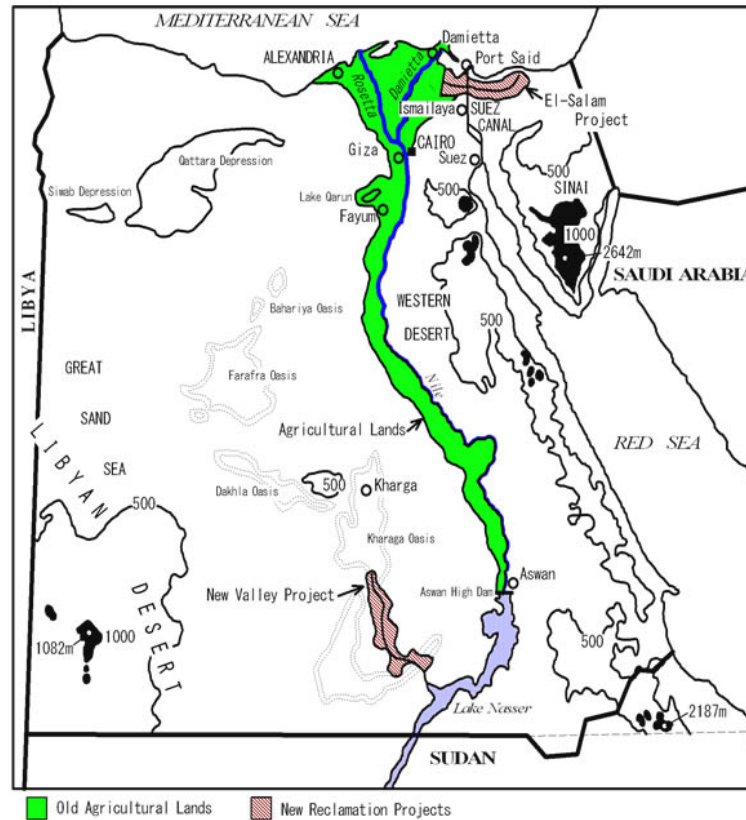 MEDITERRANEAN SEA
Damietta
ALEXANDRIA
Port Said
Rosetta
Damietta
El-Salam
Project
Ismailaya
SUEZ
CANAL
CAIRO
Giza
Suez
500
500
SINAI
Qattara Depression
Siwab Depression
Lake Qarun
Fayum
1000
2642m
SAUDI ARABIA
LIBYA
Bahariya Oasis
WESTERN
DESERT
500
GREAT
SAND
SEA
Farafra Oasis
Nile
Agricultural Lands
RED SEA
LIBYAN
DESERT
500
Dakhla Oasis
500
Kharga
Kharaga Oasis
New Valley Project
Aswan
Aswan High Dam
1082m
1000
500
Lake Nasser
2187m
SUDAN
Old Agricultural Lands
New Reclamation Projects